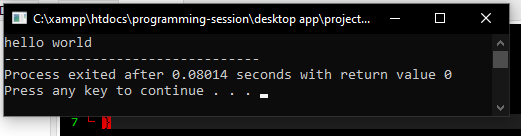 C:\xampp\htdocs\programming-session\desktop app\project...
hello world
--------------------------------
Process exited after 0.08014 seconds with return value 0
Press any key to continue . . .
7 }